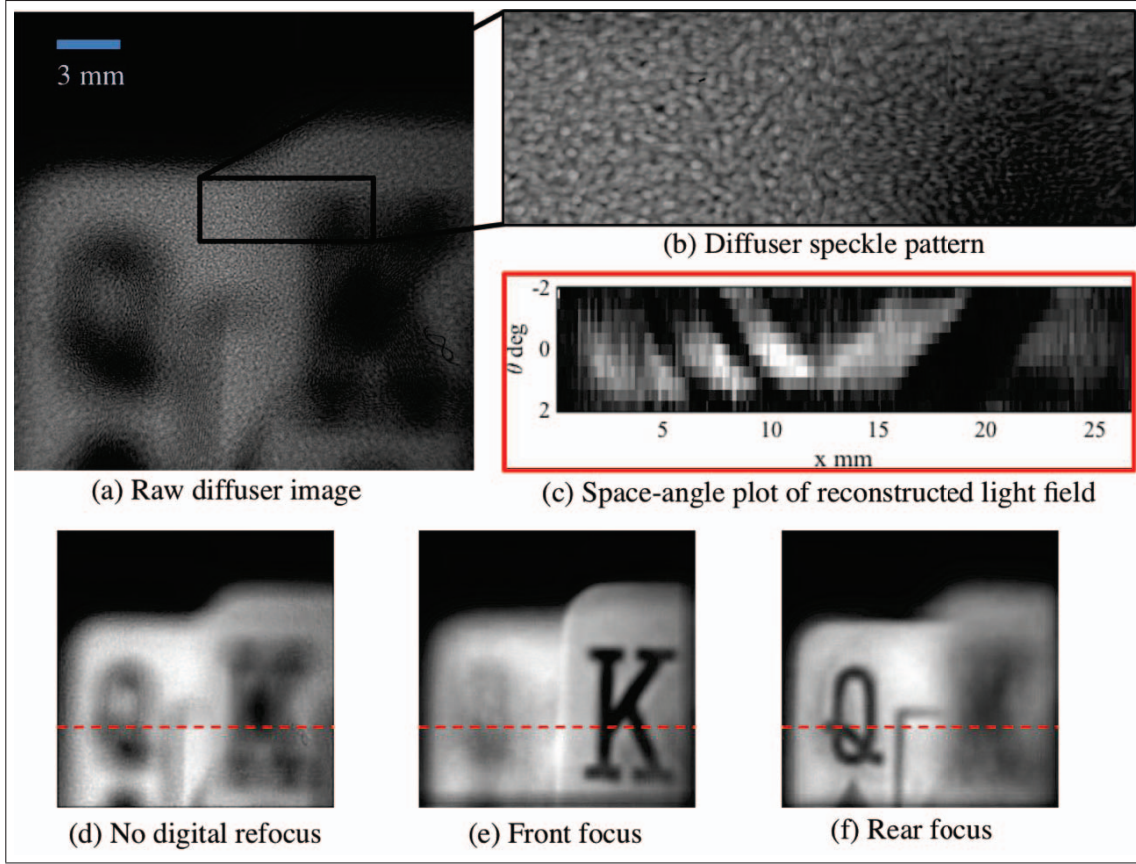 3 mm
(a) Raw diffuser image
(b) Diffuser speckle pattern
-2
0
2
θ deg
5 10 15 20 25
x mm
(c) Space-angle plot of reconstructed light field
(d) No digital refocus
K
(e) Front focus
Q
(f) Rear focus